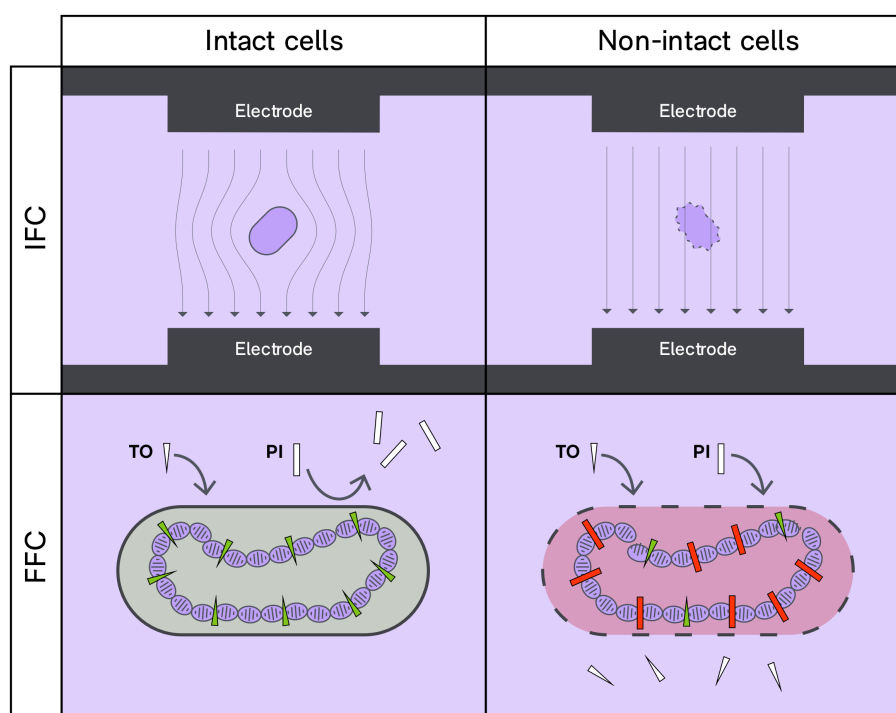 Intact cells
Non-intact cells
IFC
Electrode
Electrode
Electrode
Electrode
FFC
TO
PI
TO
PI